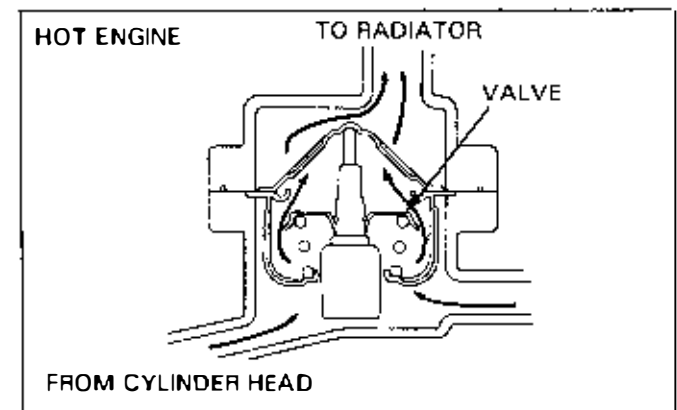 HOT ENGINE
TO RADIATOR
VALVE
FROM CYLINDER HEAD